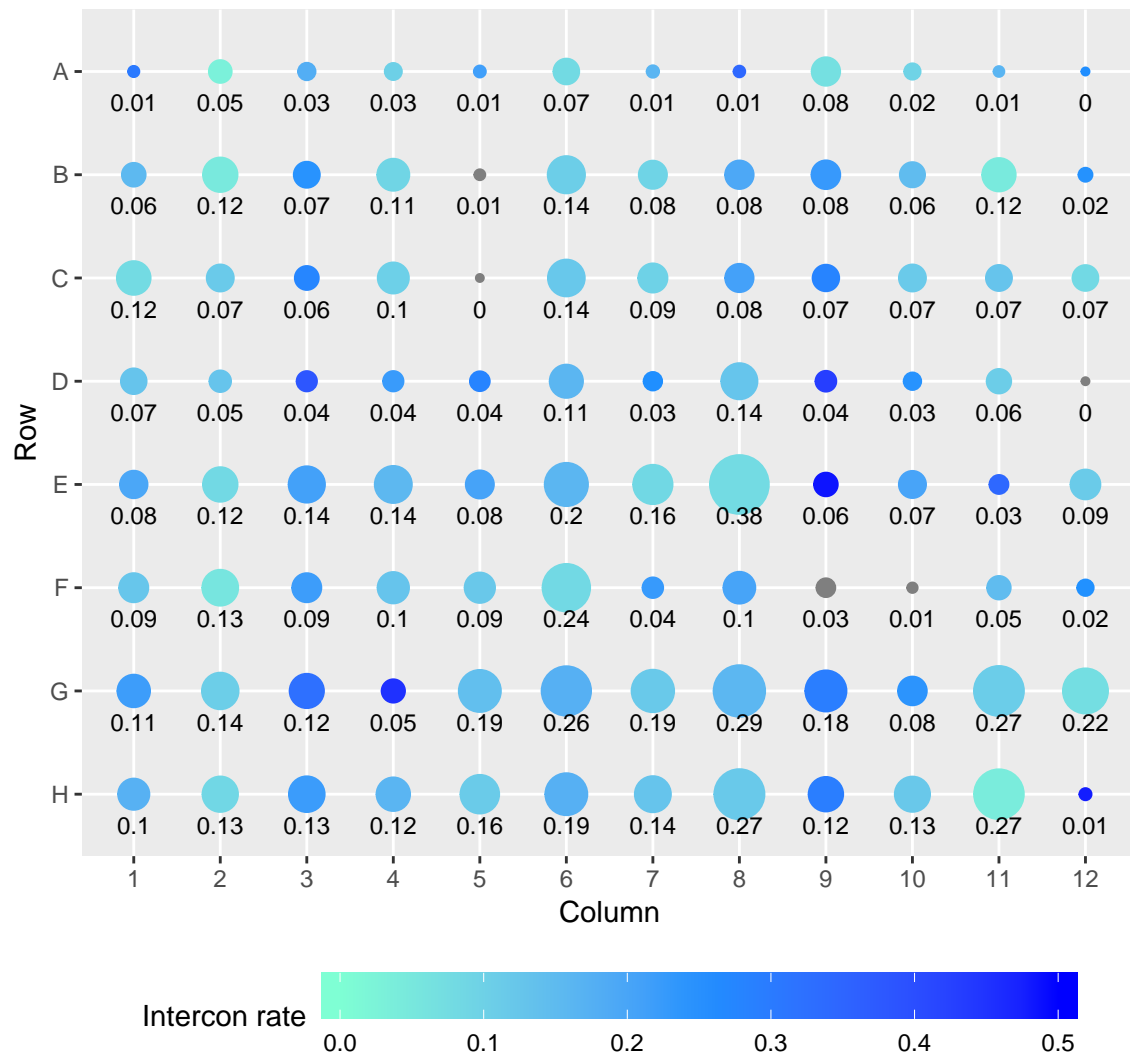 A
0.01 0.05 0.03 0.03 0.01 0.07 0.01 0.01 0.08 0.02 0.01 0
B
0.06 0.12 0.07 0.11 0.01 0.14 0.08 0.08 0.08 0.06 0.12 0.02
C
0.12 0.07 0.06 0.1 0 0.14 0.09 0.08 0.07 0.07 0.07 0.07
D
0.07 0.05 0.04 0.04 0.04 0.11 0.03 0.14 0.04 0.03 0.06 0
Row
E
0.08 0.12 0.14 0.14 0.08 0.2 0.16 0.38 0.06 0.07 0.03 0.09
F
0.09 0.13 0.09 0.1 0.09 0.24 0.04 0.1 0.03 0.01 0.05 0.02
G
0.11 0.14 0.12 0.05 0.19 0.26 0.19 0.29 0.18 0.08 0.27 0.22
H
0.1 0.13 0.13 0.12 0.16 0.19 0.14 0.27 0.12 0.13 0.27 0.01
1 2 3 4 5 6 7 8 9 10 11 12
Column
Intercon rate
0.0 0.1 0.2 0.3 0.4 0.5